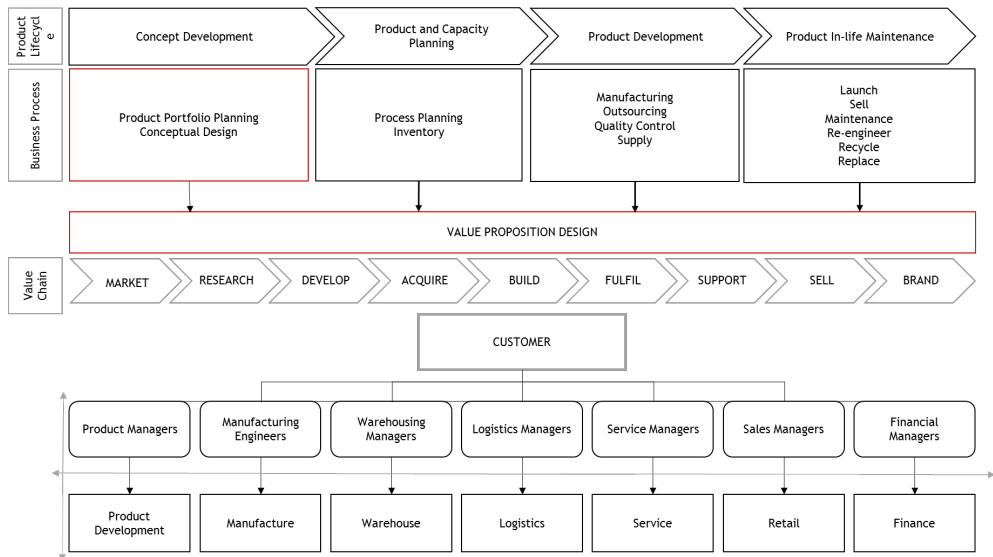 Product
Lifecycl
e
Concept Development
Product and Capacity
Planning
Product Development
Product In-life Maintenance
Business Process
Product Portfolio Planning
Conceptual Design
Process Planning
Inventory
Manufacturing
Outsourcing
Quality Control
Supply
Launch
Sell
Maintenance
Re-engineer
Recycle
Replace
VALUE PROPOSITION DESIGN
Value
Chain
MARKET
RESEARCH
DEVELOP
ACQUIRE
BUILD
FULFIL
SUPPORT
SELL
BRAND
CUSTOMER
Product Managers
Manufacturing
Engineers
Warehousing
Managers
Logistics Managers
Service Managers
Sales Managers
Financial
Managers
Product
Development
Manufacture
Warehouse
Logistics
Service
Retail
Finance